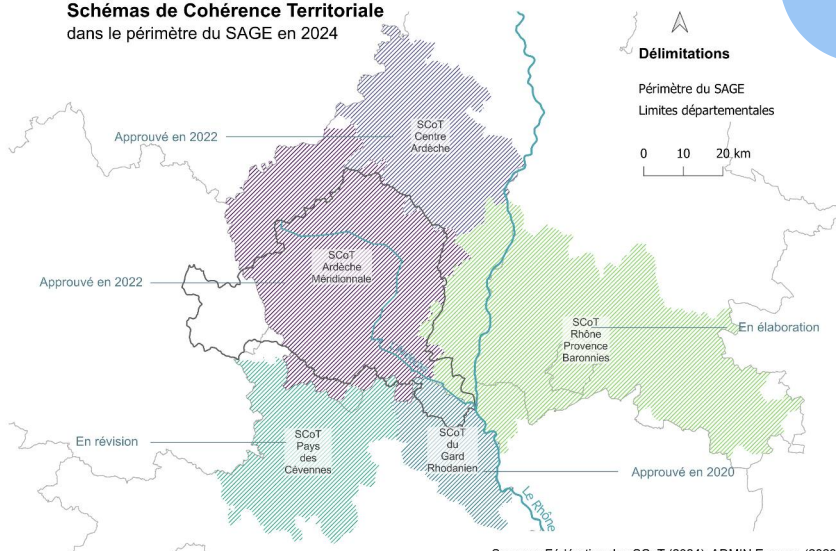 Schémas de Cohérence Territoriale
dans le périmètre du SAGE en 2024
Délimitations
Périmètre du SAGE
Limites départementales
0 10 20 km
Approuvé en 2022
SCoT
Centre
Ardèche
Approuvé en 2022
SCoT
Ardèche
Méridionnale
SCoT
Rhône
Provence
Baronnies
En élaboration
En révision
SCoT
Pays
des
Cévennes
SCoT
du
Gard
Rhodanien
Approuvé en 2020
Le Rhône